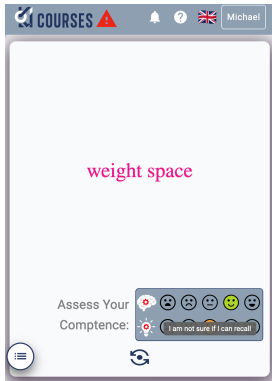 COURSES
Michael
weight space
Assess Your
Comptence:
I am not sure if I can recall